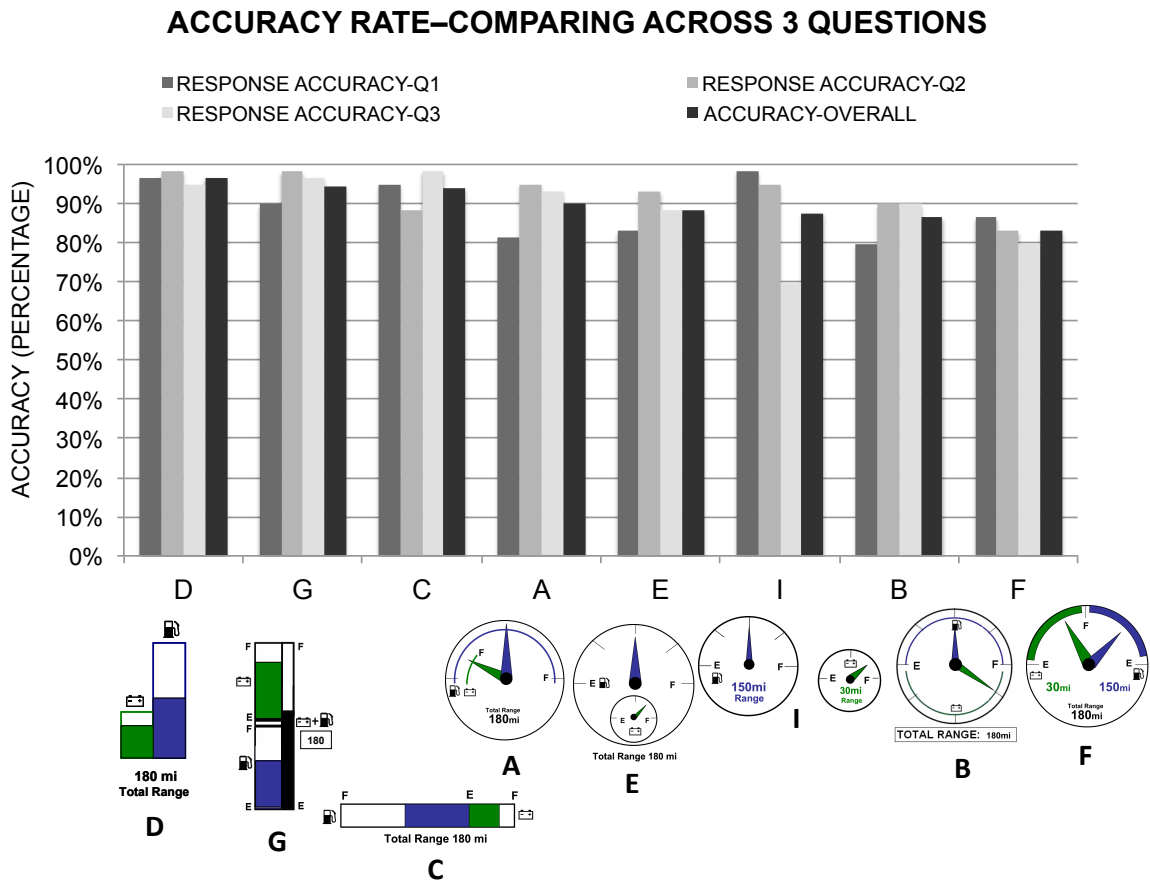 ACCURACY RATE–COMPARING ACROSS 3 QUESTIONS
RESPONSE ACCURACY-Q1
RESPONSE ACCURACY-Q2
RESPONSE ACCURACY-Q3
ACCURACY-OVERALL
ACCURACY (PERCENTAGE)
100%
90%
80%
70%
60%
50%
40%
30%
20%
10%
0%
D G C A E I B F
180 mi
Total Range
D
F F
E
F
180
E E
G
F E F
Total Range 180 mi
C
F
E F
Total Range
180mi
A
E F
E F
Total Range 180 mi
E
E F
150mi
Range
30mi
Range
E F
I
E F
TOTAL RANGE: 180mi
B
F
E E
30mi 150mi
Total Range
180mi
F